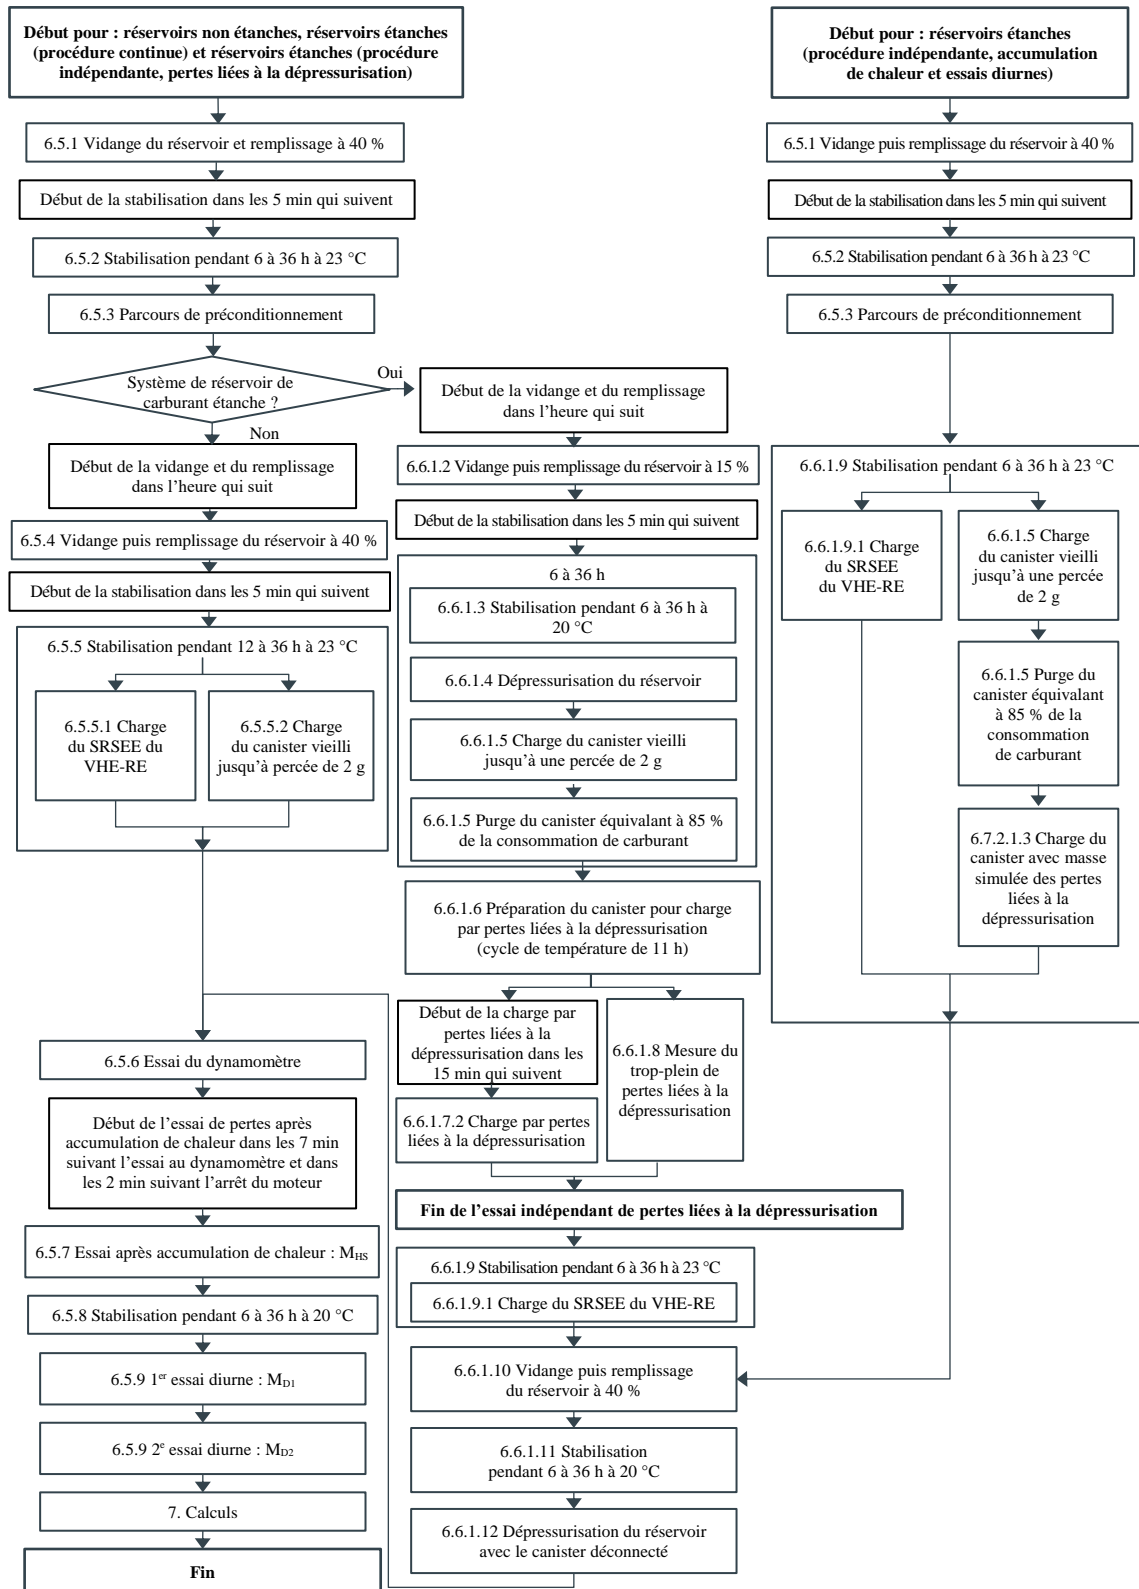 Début pour : réservoirs non étanches, réservoirs étanches
(procédure continue) et réservoirs étanches (procédure
indépendante, pertes liées à la dépressurisation)
6.5.1 Vidange du réservoir et remplissage à 40 %
Début de la stabilisation dans les 5 min qui suivent
6.5.2 Stabilisation pendant 6 à 36 h à 23 °C
6.5.3 Parcours de préconditionnement
Système de réservoir de
carburant étanche ?
Oui
Non
Début de la vidange et du remplissage
dans l'heure qui suit
6.5.4 Vidange puis remplissage du réservoir à 40 %
Début de la stabilisation dans les 5 min qui suivent
6.5.5 Stabilisation pendant 12 à 36 h à 23 °C
6.5.5.1 Charge
du SRSEE du
VHE-RE
6.5.5.2 Charge
du canister vieilli
jusqu'à percée de 2 g
6.5.6 Essai du dynamomètre
Début de l'essai de pertes après
accumulation de chaleur dans les 7 min
suivant l'essai au dynamomètre et dans
les 2 min suivant l'arrêt du moteur
6.5.7 Essai après accumulation de chaleur : MHS
6.5.8 Stabilisation pendant 6 à 36 h à 20 °C
6.5.9 1er essai diurne : MD1
6.5.9 2e essai diurne : MD2
7. Calculs
Fin
Début de la vidange et du remplissage
dans l'heure qui suit
6.6.1.2 Vidange puis remplissage du réservoir à 15 %
Début de la stabilisation dans les 5 min qui suivent
6 à 36 h
6.6.1.3 Stabilisation pendant 6 à 36 h à
20 °C
6.6.1.4 Dépressurisation du réservoir
6.6.1.5 Charge du canister vieilli
jusqu'à une percée de 2 g
6.6.1.5 Purge du canister équivalant à 85 %
de la consommation de carburant
6.6.1.6 Préparation du canister pour charge
par pertes liées à la dépressurisation
(cycle de température de 11 h)
Début de la charge par
pertes liées à la
dépressurisation dans les
15 min qui suivent
6.6.1.7.2 Charge par pertes
liées à la dépressurisation
6.6.1.8 Mesure du
trop-plein de
pertes liées à la
dépressurisation
Fin de l'essai indépendant de pertes liées à la dépressurisation
6.6.1.9 Stabilisation pendant 6 à 36 h à 23 °C
6.6.1.9.1 Charge du SRSEE du VHE-RE
6.6.1.10 Vidange puis remplissage
du réservoir à 40 %
6.6.1.11 Stabilisation
pendant 6 à 36 h à 20 °C
6.6.1.12 Dépressurisation du réservoir
avec le canister déconnecté
Début pour : réservoirs étanches
(procédure indépendante, accumulation
de chaleur et essais diurnes)
6.5.1 Vidange puis remplissage du réservoir à 40 %
Début de la stabilisation dans les 5 min qui suivent
6.5.2 Stabilisation pendant 6 à 36 h à 23 °C
6.5.3 Parcours de préconditionnement
6.6.1.9 Stabilisation pendant 6 à 36 h à 23 °C
6.6.1.9.1 Charge
du SRSEE
du VHE-RE
6.6.1.5 Charge
du canister vieilli
jusqu'à une percée
de 2 g
6.6.1.5 Purge du
canister équivalant
à 85 % de la
consommation
de carburant
6.7.2.1.3 Charge du
canister avec masse
simulée des pertes
liées à la
dépressurisation